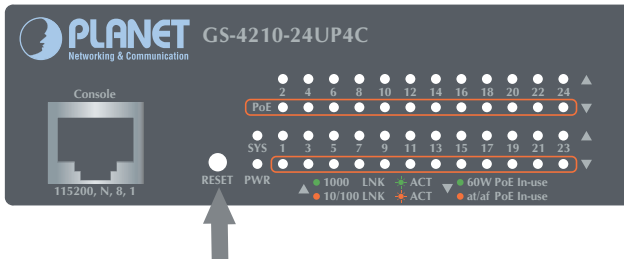 PLANET
Networking & Communication
GS-4210-24UP4C
Console
115200, N, 8, 1
RESET
2 4 6 8 10 12 14 16 18 20 22 24
PoE
SYS 1 3 5 7 9 11 13 15 17 19 21 23
PWR
1000 LNK ACT 60W PoE In-use
10/100 LNK ACT at/af PoE In-use